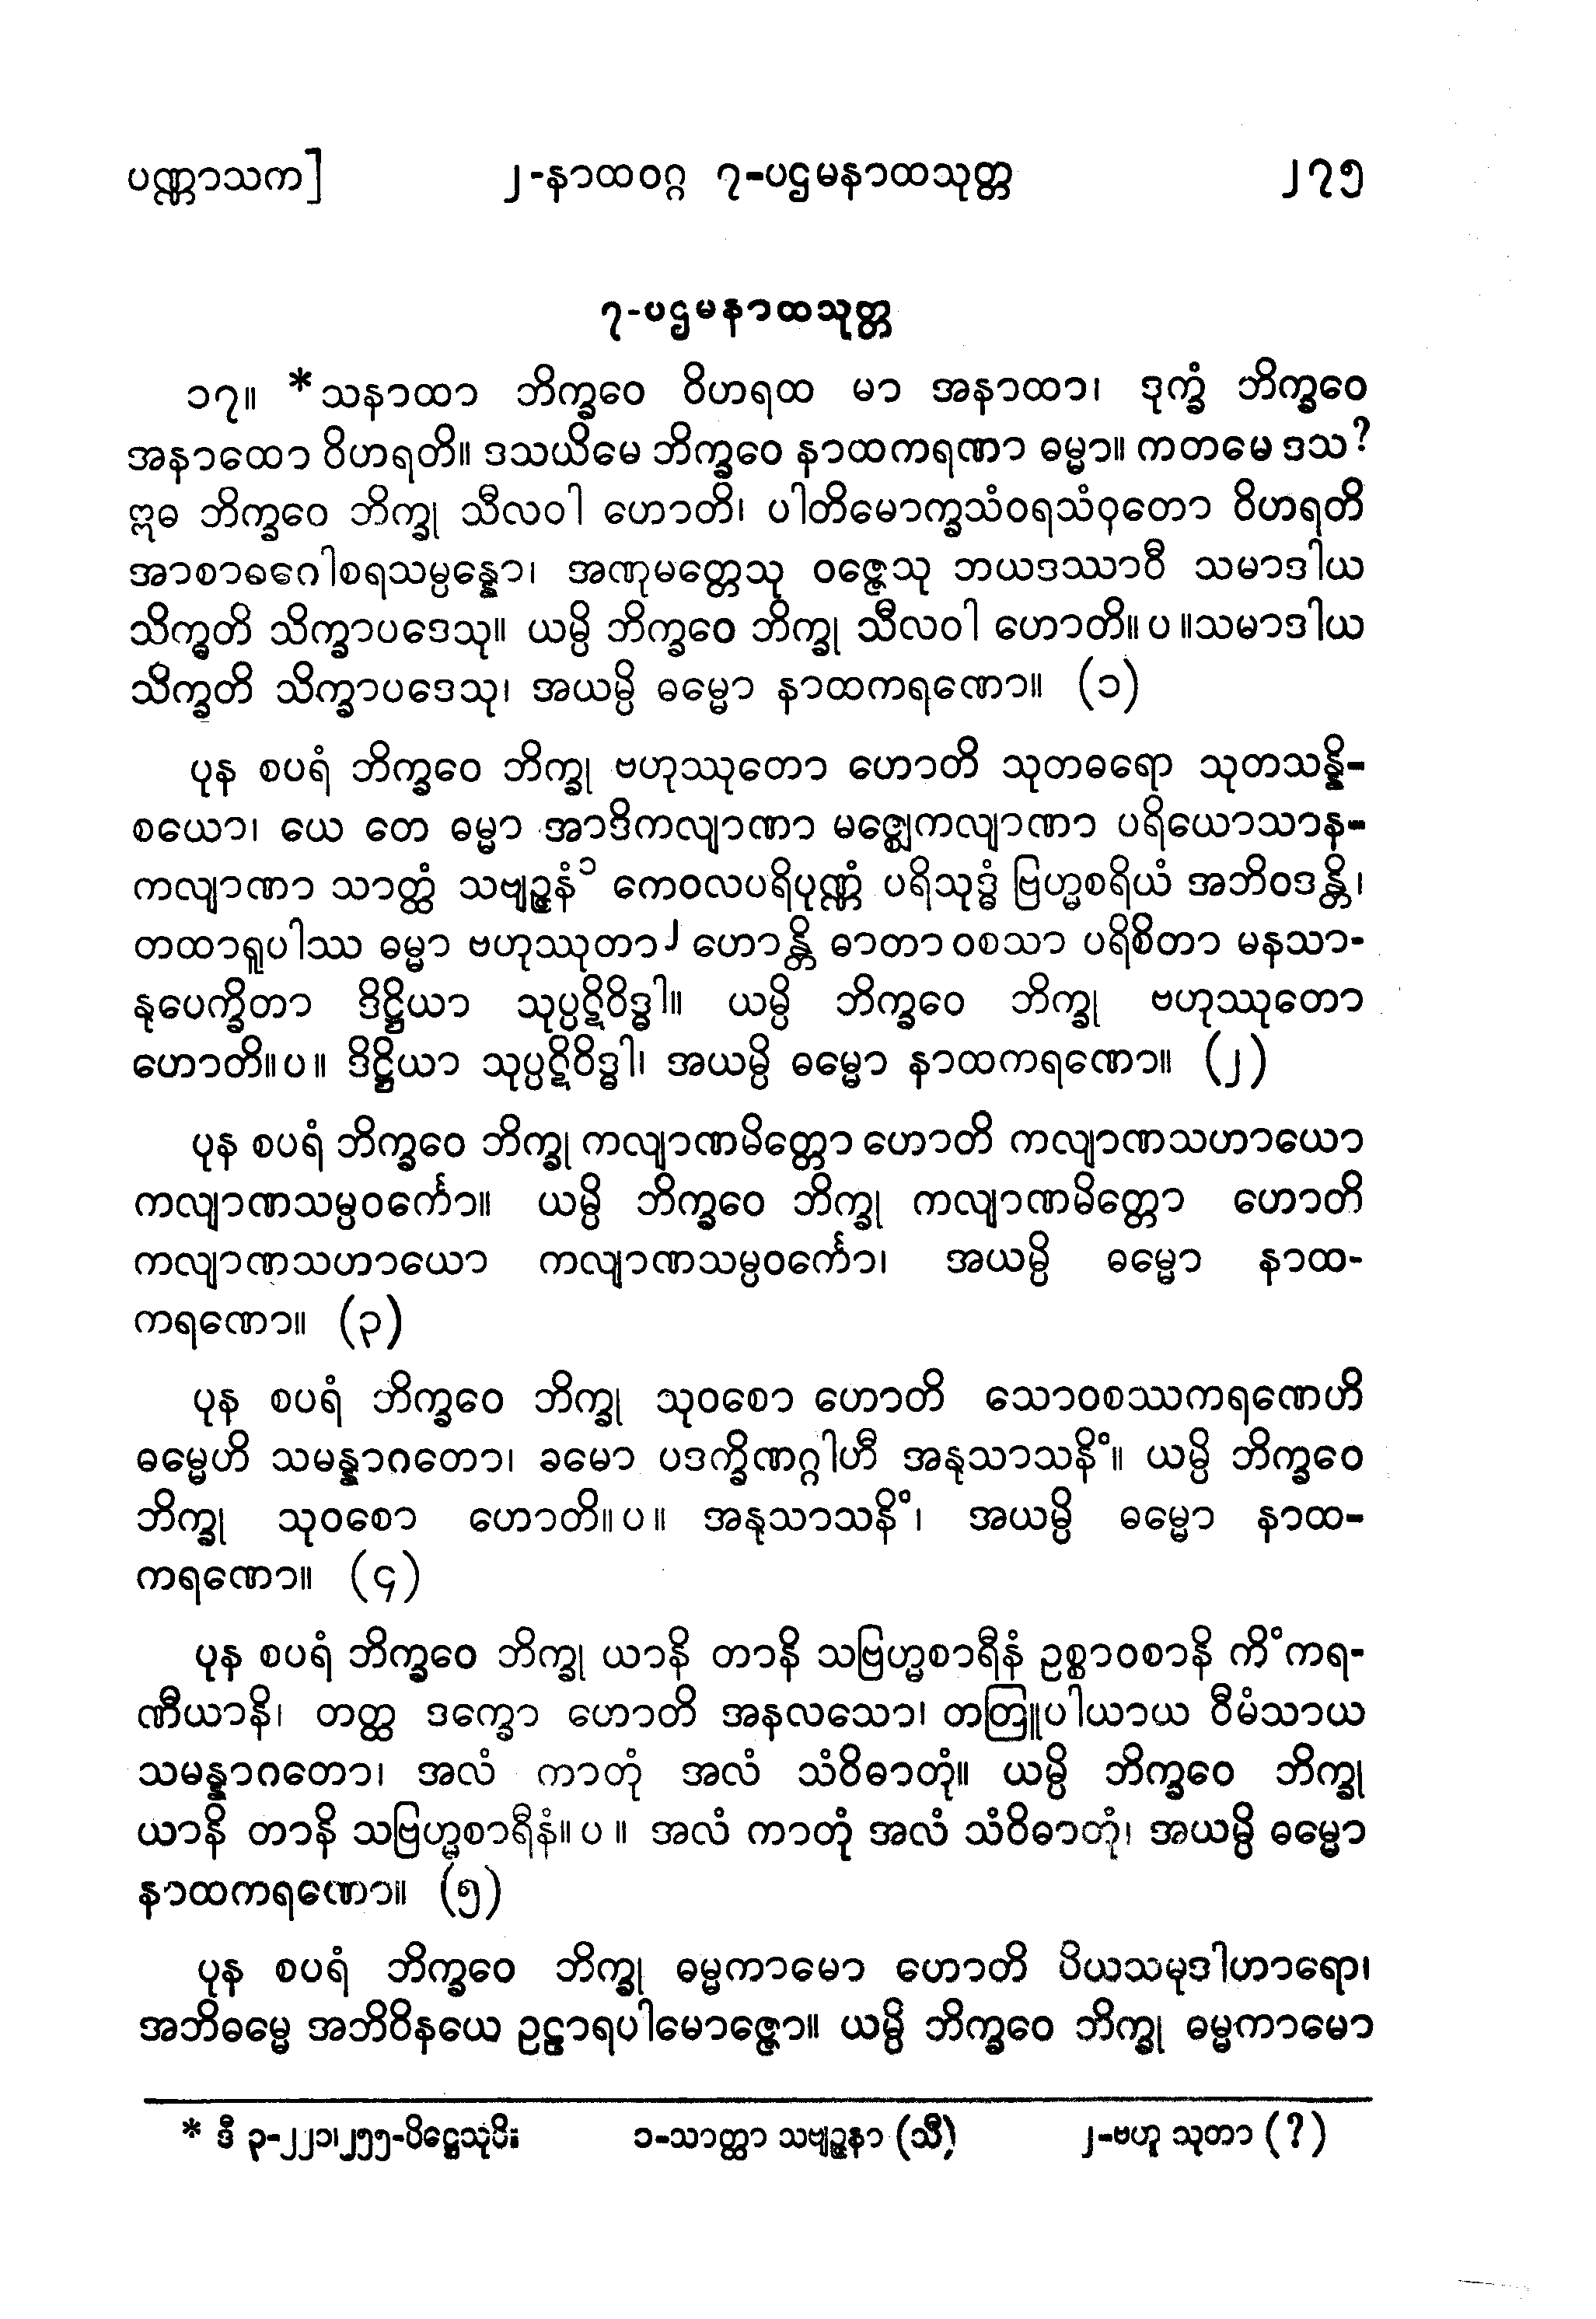 ပဏ္ဏာသက] ၂-နာထဝဂ္ဂ ၇-ပဌမနာထသုတ္တ ၂၇၅
၇-ပဌမနာထသုတ္တ
၁၇။ *သနာထာ ဘိက္ခဝေ ဝိဟရထ မာ အနာထာ၊ ဒုက္ခံ ဘိက္ခဝေ
အနာထော ဝိဟရတိ။ ဒသယိမေ ဘိက္ခဝေ နာထကရဏာ ဓမ္မာ။ ကတမေ ဒသ?
ဣဓ ဘိက္ခဝေ ဘိက္ခု သီလဝါ ဟောတိ၊ ပါတိမောက္ခသံဝရသံဝုတော ဝိဟရတိ
အာစာဓဂေါစရသမ္ပန္နော၊ အဏုမတ္တေသု ဝဇ္ဇေသု ဘယဒဿာဝီ သမာဒါယ
သိက္ခတိ သိက္ခာပဒေသု။ ယမ္ပိ ဘိက္ခဝေ ဘိက္ခု သီလဝါ ဟောတိ။ပ။သမာဒါယ
သိက္ခတိ သိက္ခာပဒေသု၊ အယမ္ပိ ဓမ္မော နာထကရဏော။ (၁)
ပုန စပရံ ဘိက္ခဝေ ဘိက္ခု ဗဟုဿုတော ဟောတိ သုတဓရော သုတသန္နိ-
စယော၊ ယေ တေ ဓမ္မာ အာဒိကလျာဏာ မဇ္ဈေကလျာဏာ ပရိယောသာန-
ကလျာဏာ သာတ္ထံ သဗျဉ္ဇနံ၁ ကေဝလပရိပုဏ္ဏံ ပရိသုဒ္ဓံ ဗြဟ္မစရိယံ အဘိဝဒန္တိ၊
တထာရူပါဿ ဓမ္မာ ဗဟုဿုတာ၂ ဟောန္တိ ဓာတာ ဝစသာ ပရိစိတာ မနသာ-
နုပေက္ခိတာ ဒိဋ္ဌိယာ သုပ္ပဋိဝိဒ္ဓါ။ ယမ္ပိ ဘိက္ခဝေ ဘိက္ခု ဗဟုဿုတော
ဟောတိ။ပ။ ဒိဋ္ဌိယာ သုပ္ပဋိဝိဒ္ဓါ၊ အယမ္ပိ ဓမ္မော နာထကရဏော။ (၂)
ပုန စပရံ ဘိက္ခဝေ ဘိက္ခု ကလျာဏမိတ္တော ဟောတိ ကလျာဏသဟာယော
ကလျာဏသမ္ပဝင်္ကော။ ယမ္ပိ ဘိက္ခဝေ ဘိက္ခု ကလျာဏမိတ္တော ဟောတိ
ကလျာဏသဟာယော ကလျာဏသမ္ပဝင်္ကော၊ အယမ္ပိ ဓမ္မော နာထ-
ကရဏော။ (၃)
ပုန စပရံ ဘိက္ခဝေ ဘိက္ခု သုဝစော ဟောတိ သောဝစဿကရဏေဟိ
ဓမ္မေဟိ သမန္နာဂတော၊ ခမော ပဒက္ခိဏဂ္ဂါဟီ အနုသာသနိံ။ ယမ္ပိ ဘိက္ခဝေ
ဘိက္ခု သုဝစော ဟောတိ။ပ။ အနုသာသနိံ၊ အယမ္ပိ ဓမ္မော နာထ-
ကရဏော။ (၄)
ပုန စပရံ ဘိက္ခဝေ ဘိက္ခု ယာနိ တာနိ သဗြဟ္မစာရီနံ ဥစ္စာဝစာနိ ကိံကရ-
ဏီယာနိ၊ တတ္ထ ဒက္ခော ဟောတိ အနလသော၊ တတြူပါယာယ ဝီမံသာယ
သမန္နာဂတော၊ အလံ ကာတုံ အလံ သံဝိဓာတုံ။ ယမ္ပိ ဘိက္ခဝေ ဘိက္ခု
ယာနိ တာနိ သဗြဟ္မစာရီနံ။ပ။ အလံ ကာတုံ အလံ သံဝိဓာတုံ၊ အယမ္ပိ ဓမ္မော
နာထကရဏော။ (၅)
ပုန စပရံ ဘိက္ခဝေ ဘိက္ခု ဓမ္မကာမော ဟောတိ ပိယသမုဒါဟာရော၊
အဘိဓမ္မေ အဘိဝိနယေ ဥဠာရပါမောဇ္ဇော။ ယမ္ပိ ဘိက္ခဝေ ဘိက္ခု ဓမ္မကာမော
* ဒီ ၃-၂၂၁၊၂၅၅-ပိဋ္ဌေသုပိ။ ၁-သာတ္ထာ သဗျဉ္ဇနာ (သီ) ၂-ဗဟူ သုတာ (?)